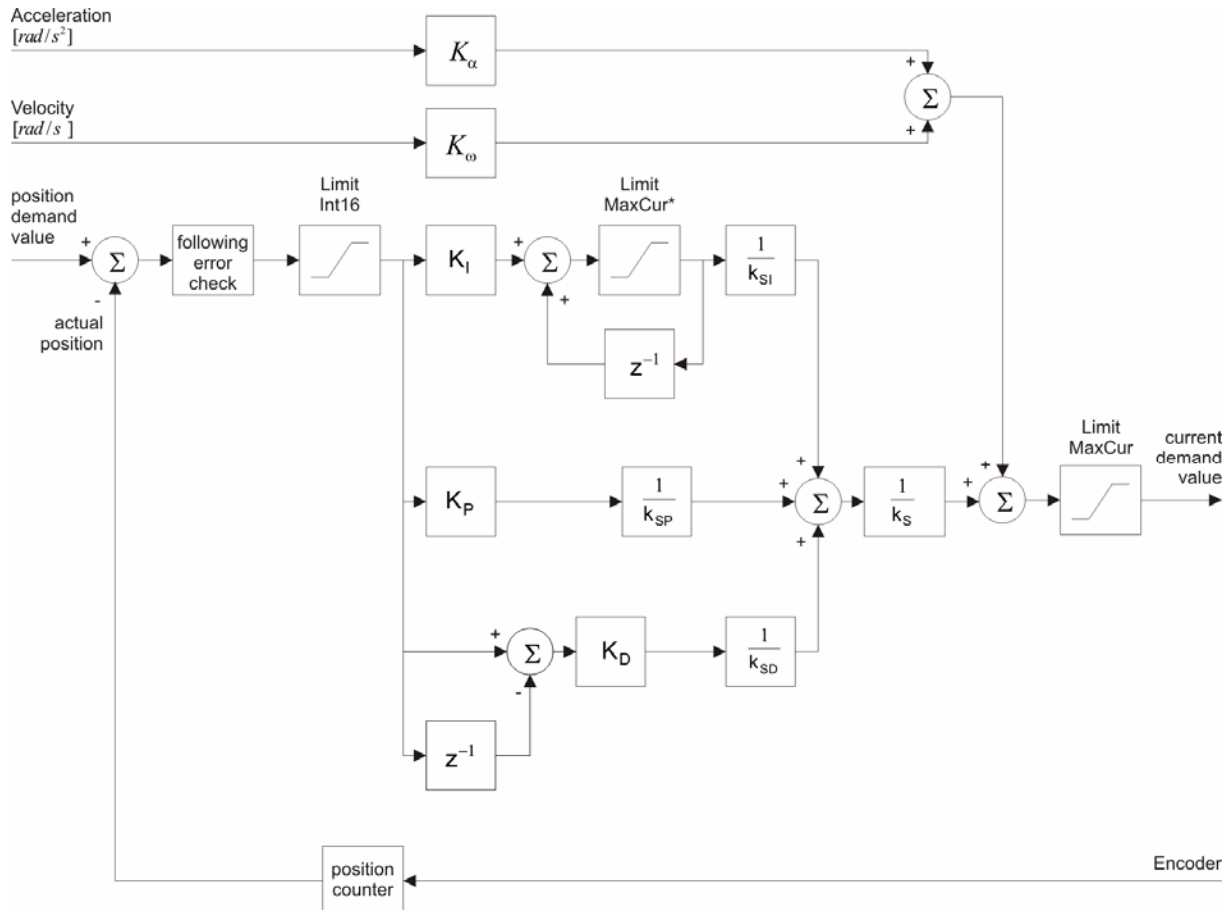 Acceleration
[rad/s²]
Kα
+
Σ
+
Velocity
[rad/s ]
Kω
position
demand
value
+
Σ
-
actual
position
following
error
check
Limit
Int16
KI
+
Σ
+
Limit
MaxCur*
1
kSI
z⁻¹
KP
1
kSP
+
+
Σ
+
1
kS
+
+
Σ
Limit
MaxCur
current
demand
value
+
Σ
-
KD
1
kSD
z⁻¹
position
counter
Encoder